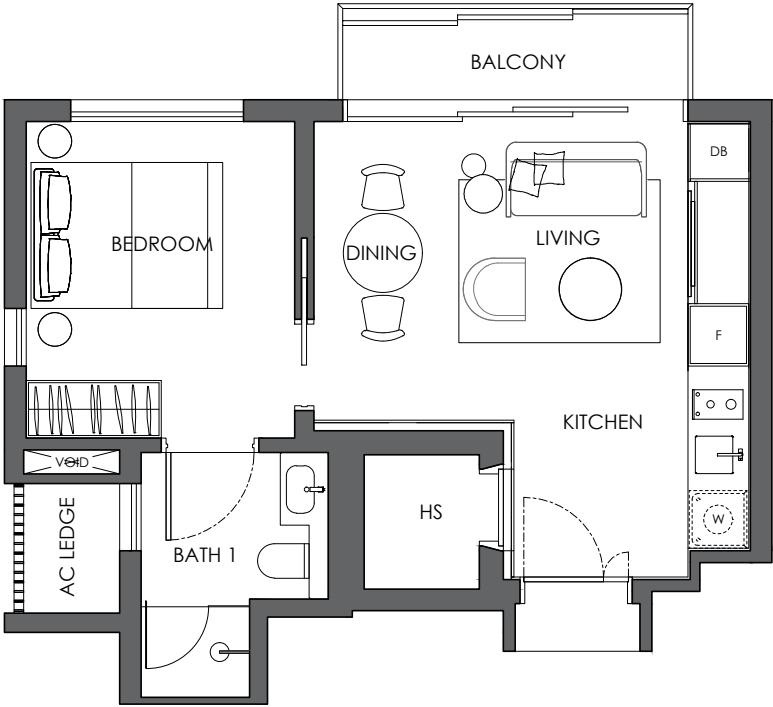 BALCONY
DB
BEDROOM
DINING
LIVING
F
KITCHEN
VOID
AC LEDGE
BATH 1
HS
W